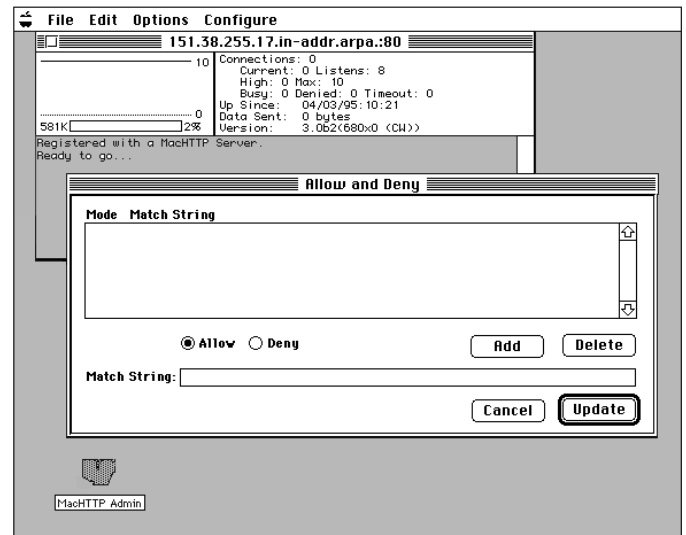 File Edit Options Configure
151.38.255.17.in-addr.arpa.:80
10
0
581K 2%
Connections: 0
Current: 0 Listens: 8
High: 0 Max: 10
Busy: 0 Denied: 0 Timeout: 0
Up Since: 04/03/95:10:21
Data Sent: 0 bytes
Version: 3.0b2(680x0 (CW))
Registered with a MacHTTP Server.
Ready to go...
Allow and Deny
Mode Match String
Allow Deny
Add Delete
Match String:
Cancel Update
MacHTTP Admin